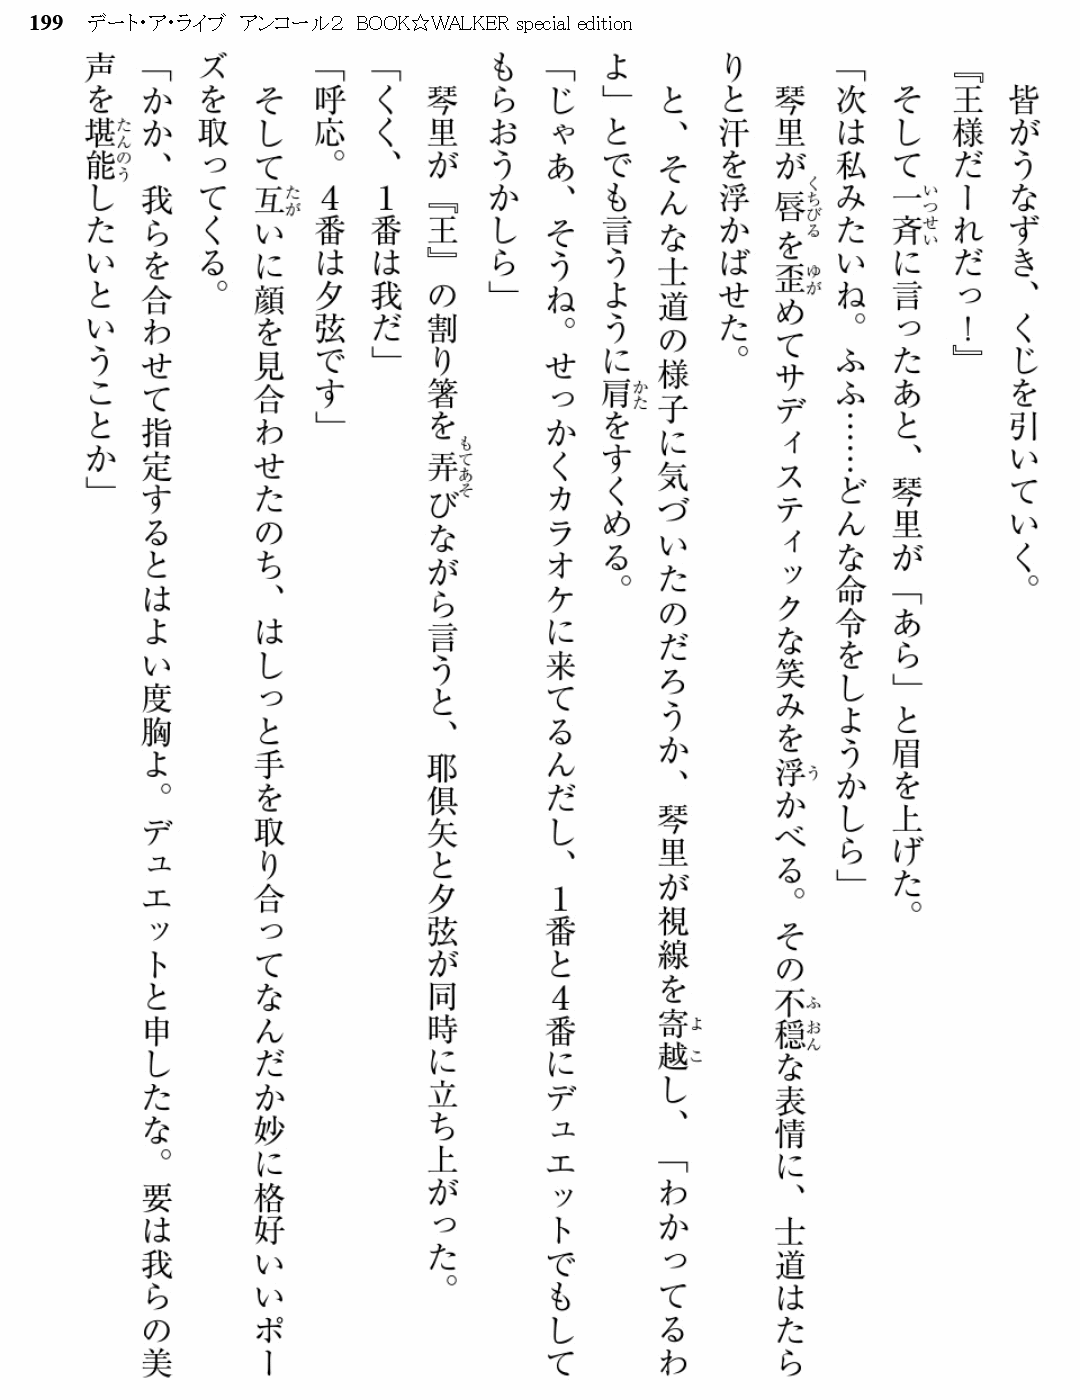 199 デート・ア・ライブ アンコール2 BOOK☆WALKER special edition
皆がうなずき、くじを引いていく。
『王様だーれだっ！』
そして一斉に言ったあと、琴里が「あら」と眉を上げた。
「次は私みたいね。ふふ……どんな命令をしようかしら」
琴里が唇を歪めてサディスティックな笑みを浮かべる。その不穏な表情に、士道はたら
りと汗を浮かばせた。
と、そんな士道の様子に気づいたのだろうか、琴里が視線を寄越し、「わかってるわ
よ」とでも言うように肩をすくめる。
「じゃあ、そうね。せっかくカラオケに来てるんだし、1番と4番にデュエットでもして
もらおうかしら」
琴里が『王』の割り箸を弄びながら言うと、耶倶矢と夕弦が同時に立ち上がった。
「くく、1番は我だ」
「呼応。4番は夕弦です」
そして互いに顔を見合わせたのち、はしっと手を取り合ってなんだか妙に格好いいポー
ズを取ってくる。
「かか、我らを合わせて指定するとはよい度胸よ。デュエットと申したな。要は我らの美
声を堪能したいということか」